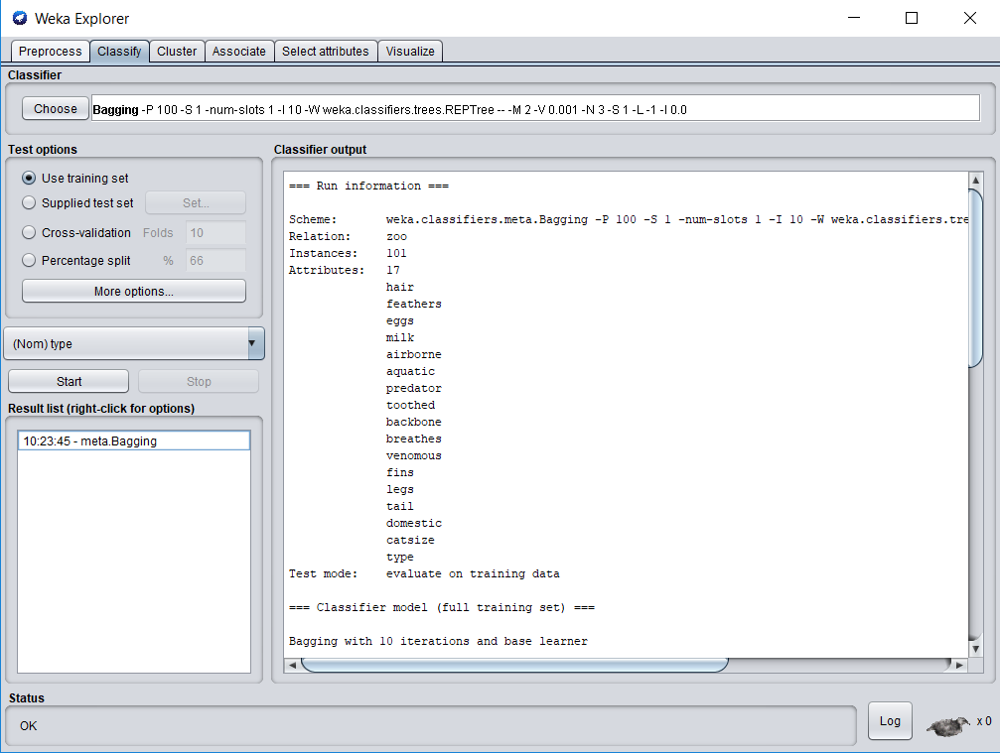 Weka Explorer
Preprocess Classify Cluster Associate Select attributes Visualize
Classifier
Choose Bagging -P 100 -S 1 -num-slots 1 -I 10 -W weka.classifiers.trees.REPTree -- -M 2 -V 0.001 -N 3 -S 1 -L -1 -I 0.0
Test options
Use training set
Supplied test set Set...
Cross-validation Folds 10
Percentage split % 66
More options...
(Nom) type
Start Stop
Result list (right-click for options)
10:23:45 - meta.Bagging
Classifier output
=== Run information ===
Scheme: weka.classifiers.meta.Bagging -P 100 -S 1 -num-slots 1 -I 10 -W weka.classifiers.tre
Relation: zoo
Instances: 101
Attributes: 17
hair
feathers
eggs
milk
airborne
aquatic
predator
toothed
backbone
breathes
venomous
fins
legs
tail
domestic
catsize
type
Test mode: evaluate on training data
=== Classifier model (full training set) ===
Bagging with 10 iterations and base learner
Status
OK
Log x 0